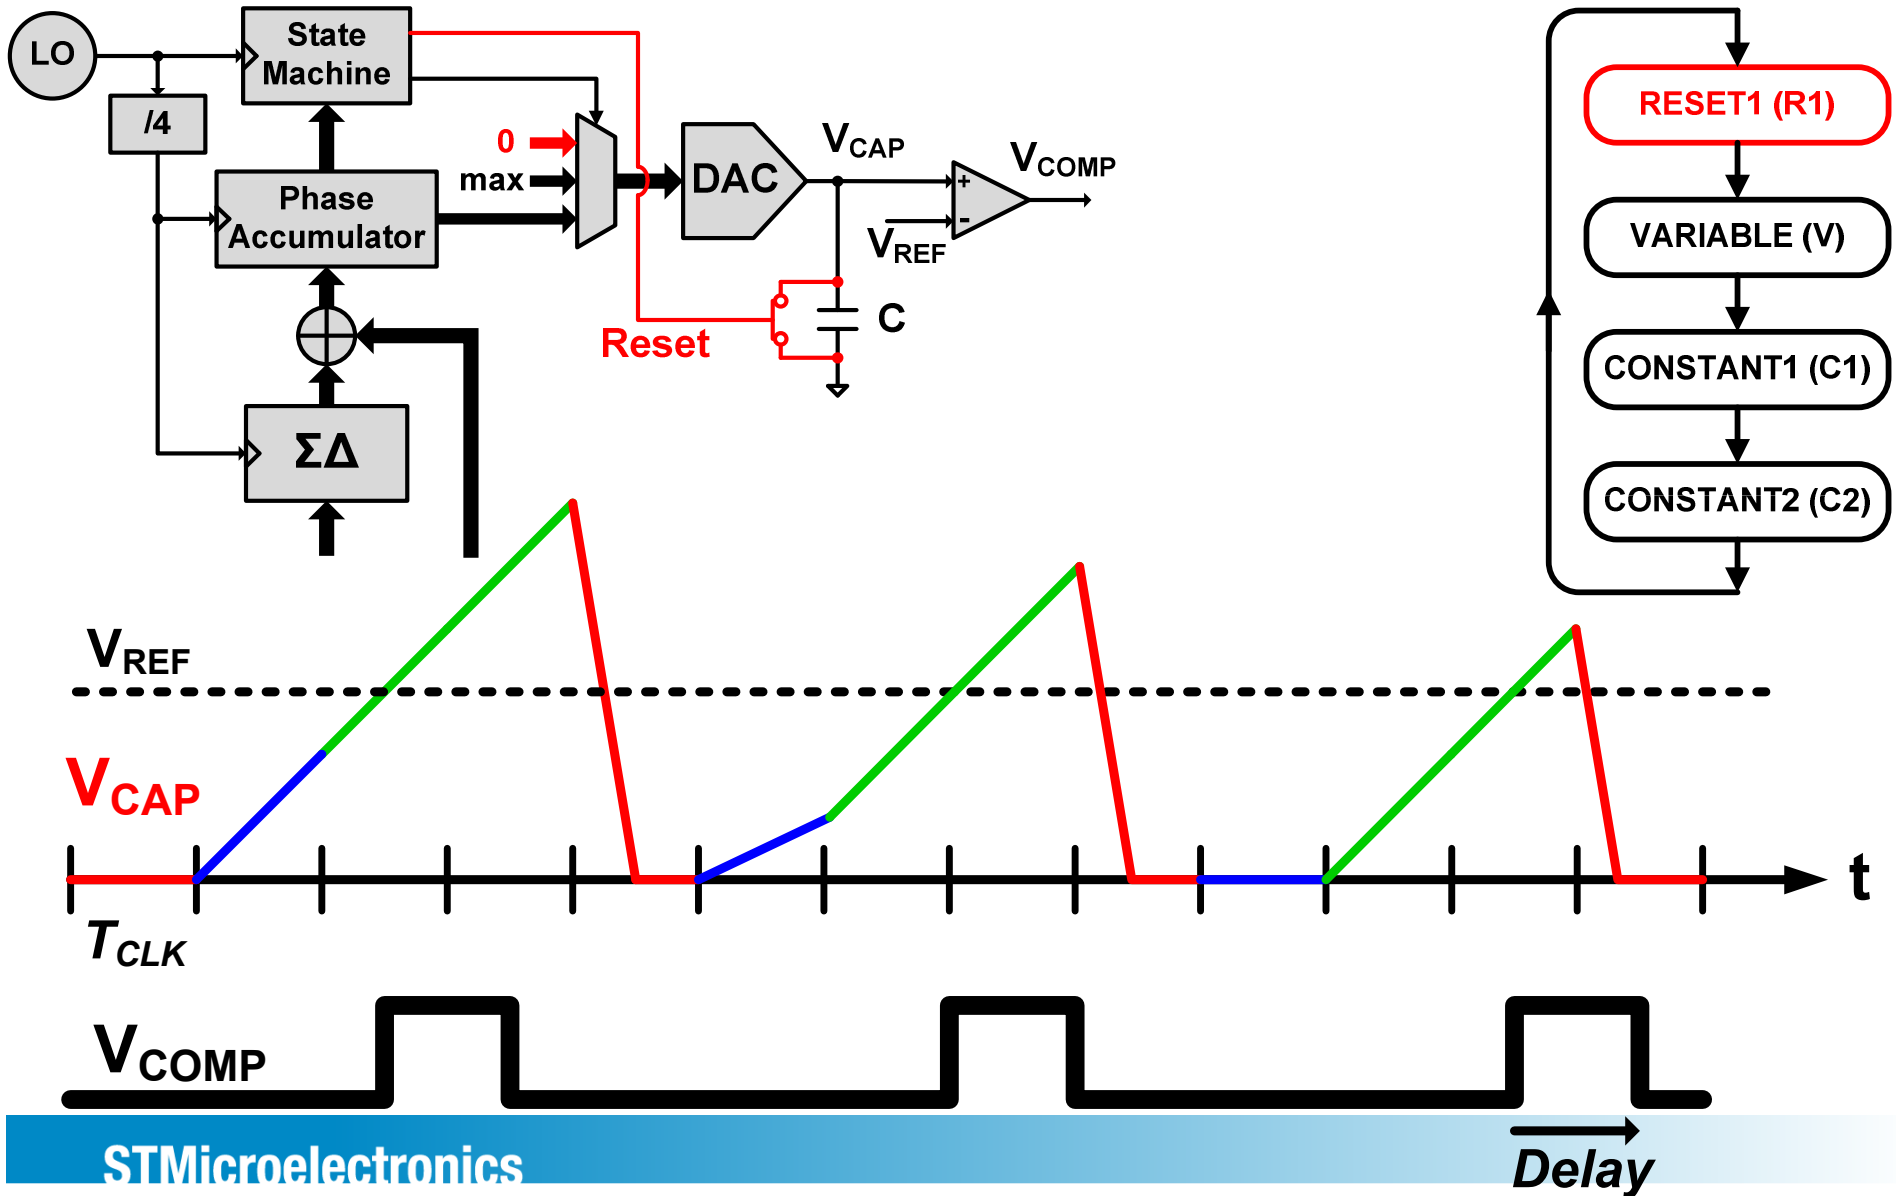 LO
State
Machine
/4
0
max
Phase
Accumulator
DAC
VCAP
VCOMP
+
-
VREF
Reset
C
ΣΔ
RESET1 (R1)
VARIABLE (V)
CONSTANT1 (C1)
CONSTANT2 (C2)
VREF
VCAP
t
TCLK
VCOMP
STMicroelectronics
Delay